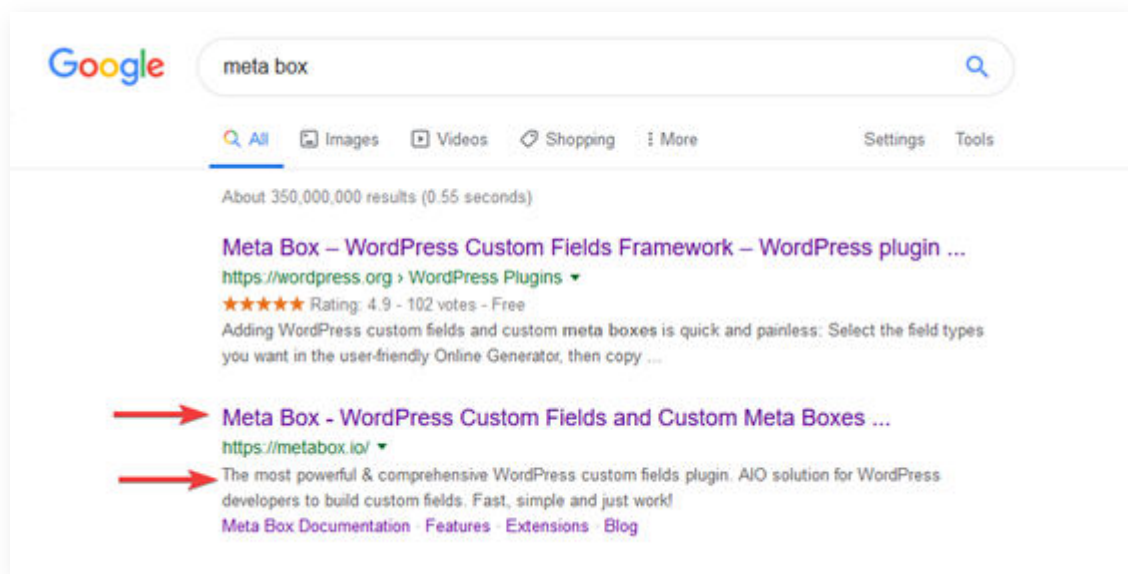 Google
meta box
All Images Videos Shopping More Settings Tools
About 350,000,000 results (0.55 seconds)
Meta Box – WordPress Custom Fields Framework – WordPress plugin ...
https://wordpress.org › WordPress Plugins
Rating: 4.9 - 102 votes - Free
Adding WordPress custom fields and custom meta boxes is quick and painless: Select the field types
you want in the user-friendly Online Generator, then copy ...
Meta Box - WordPress Custom Fields and Custom Meta Boxes ...
https://metabox.io/
The most powerful & comprehensive WordPress custom fields plugin. AIO solution for WordPress
developers to build custom fields. Fast, simple and just work!
Meta Box Documentation · Features · Extensions · Blog